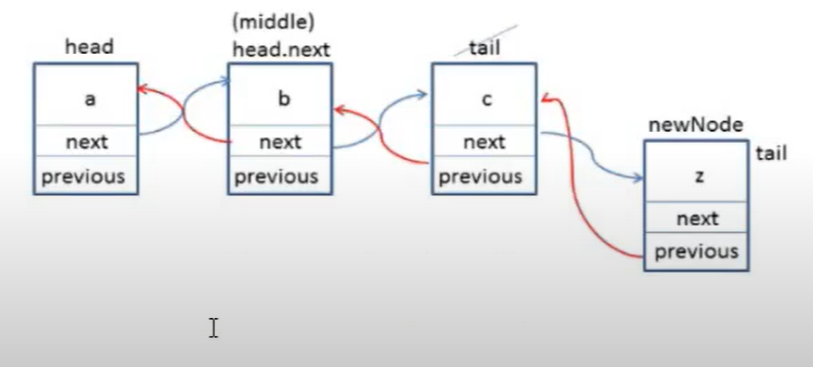 head
a
next
previous
(middle)
head.next
b
next
previous
tail
c
next
previous
newNode
tail
z
next
previous